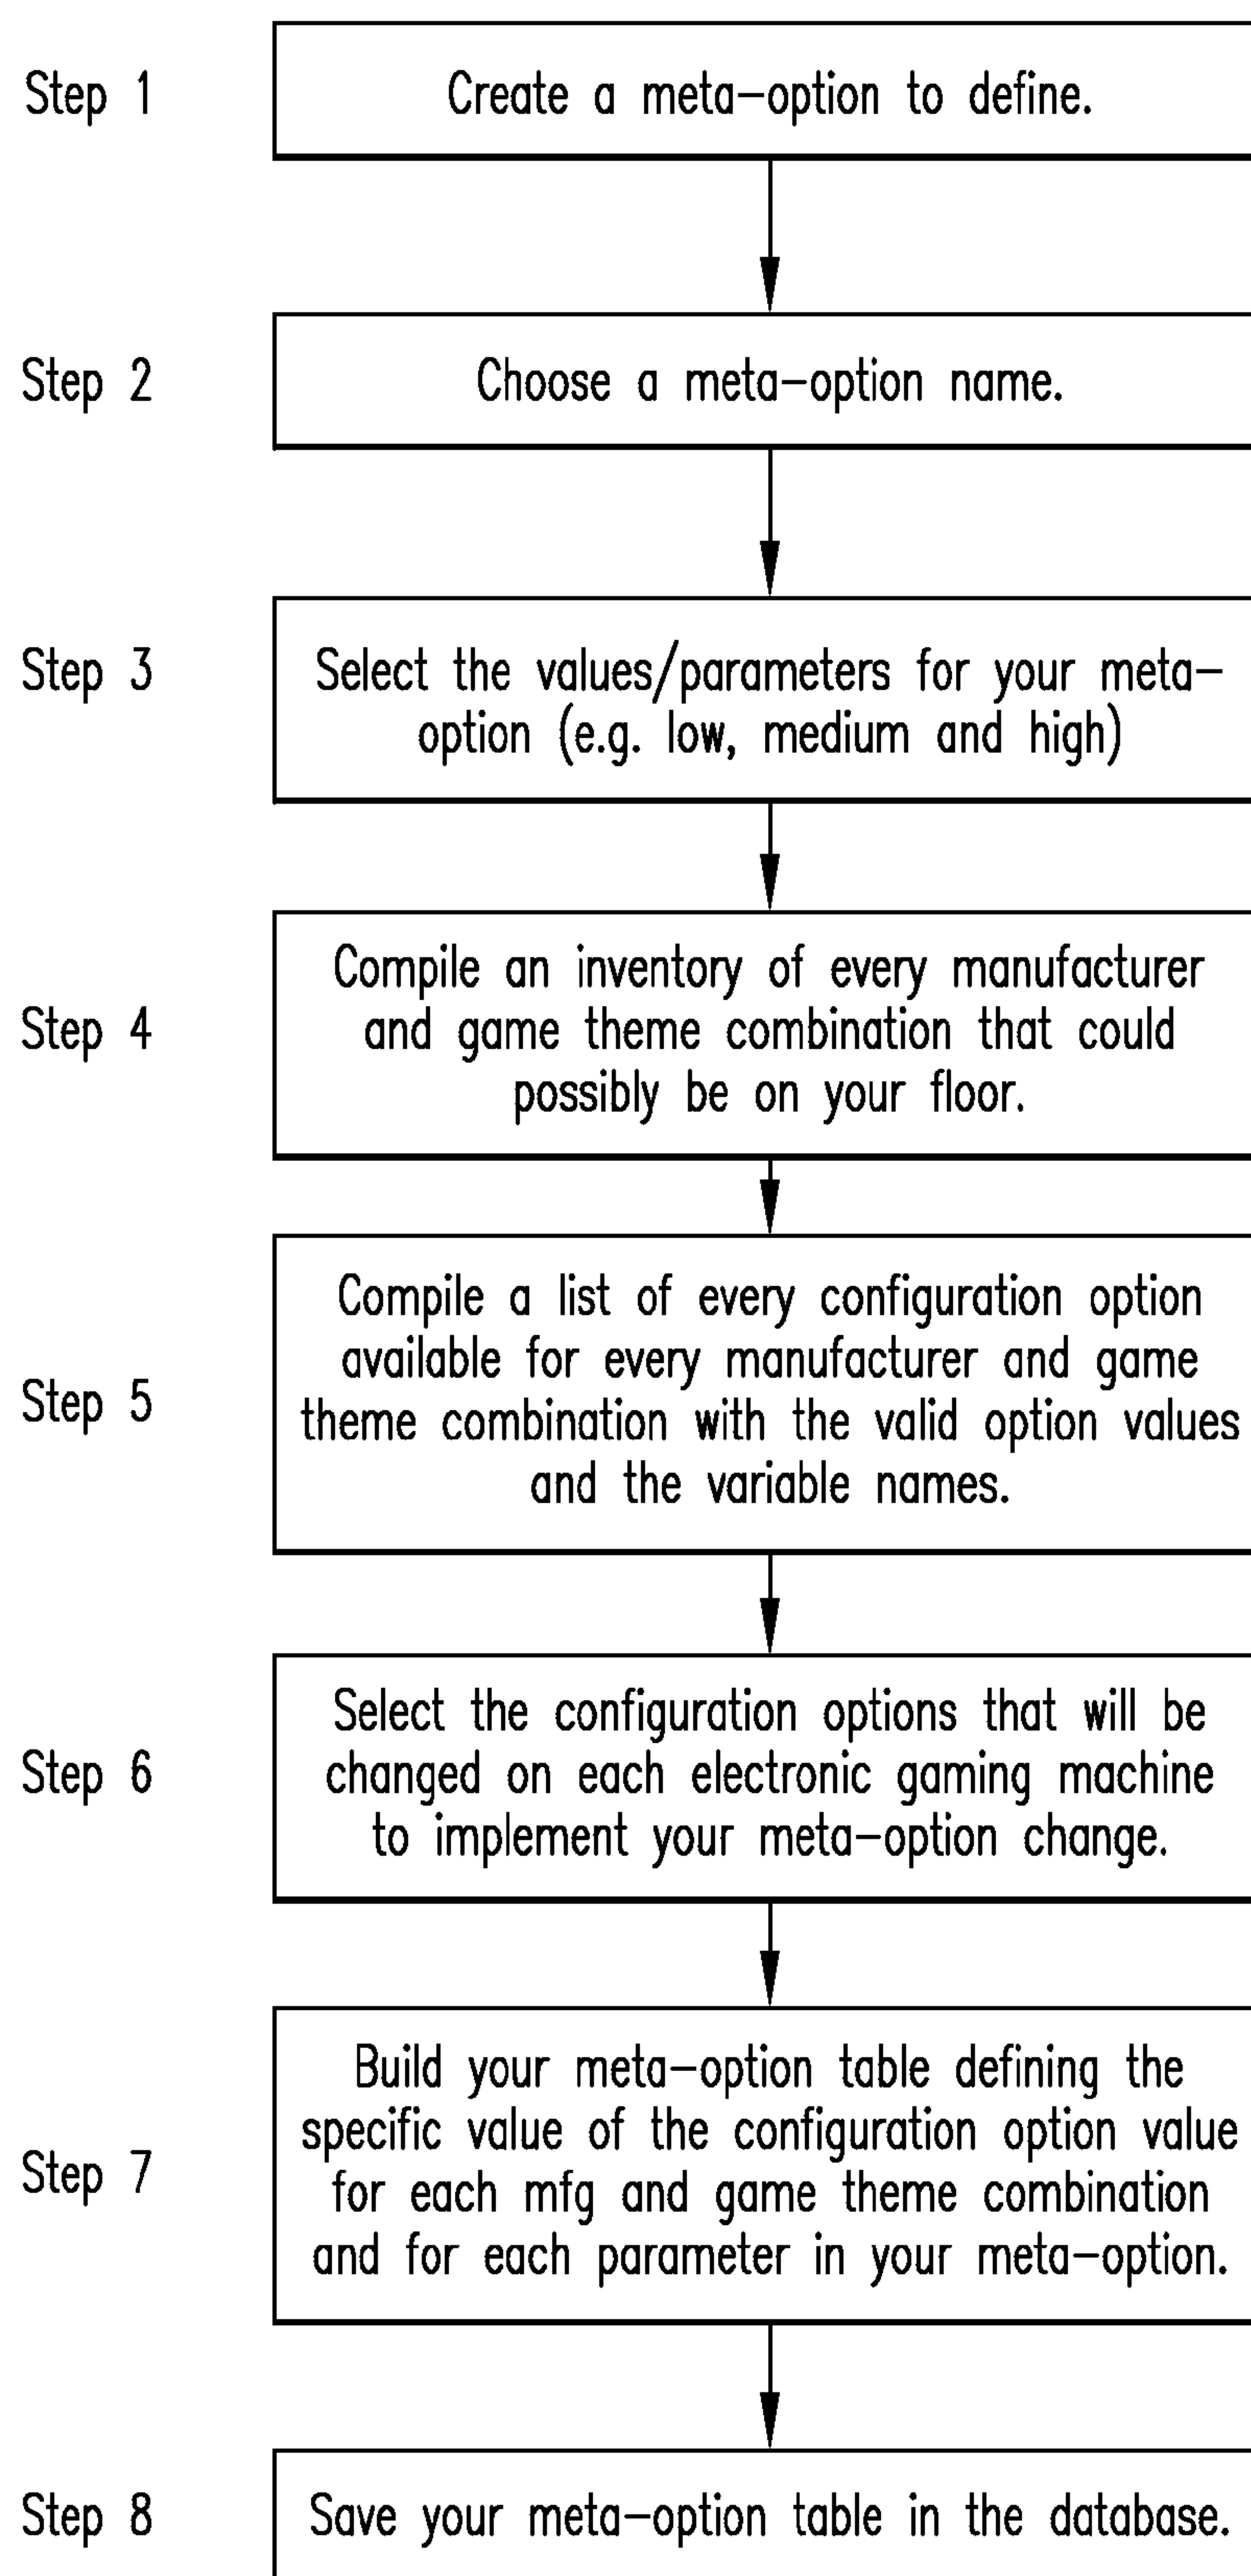 Step 1
Create a meta-option to define.
Step 2
Choose a meta-option name.
Step 3
Select the values/parameters for your meta-
option (e.g. low, medium and high)
Step 4
Compile an inventory of every manufacturer
and game theme combination that could
possibly be on your floor.
Step 5
Compile a list of every configuration option
available for every manufacturer and game
theme combination with the valid option values
and the variable names.
Step 6
Select the configuration options that will be
changed on each electronic gaming machine
to implement your meta-option change.
Step 7
Build your meta-option table defining the
specific value of the configuration option value
for each mfg and game theme combination
and for each parameter in your meta-option.
Step 8
Save your meta-option table in the database.